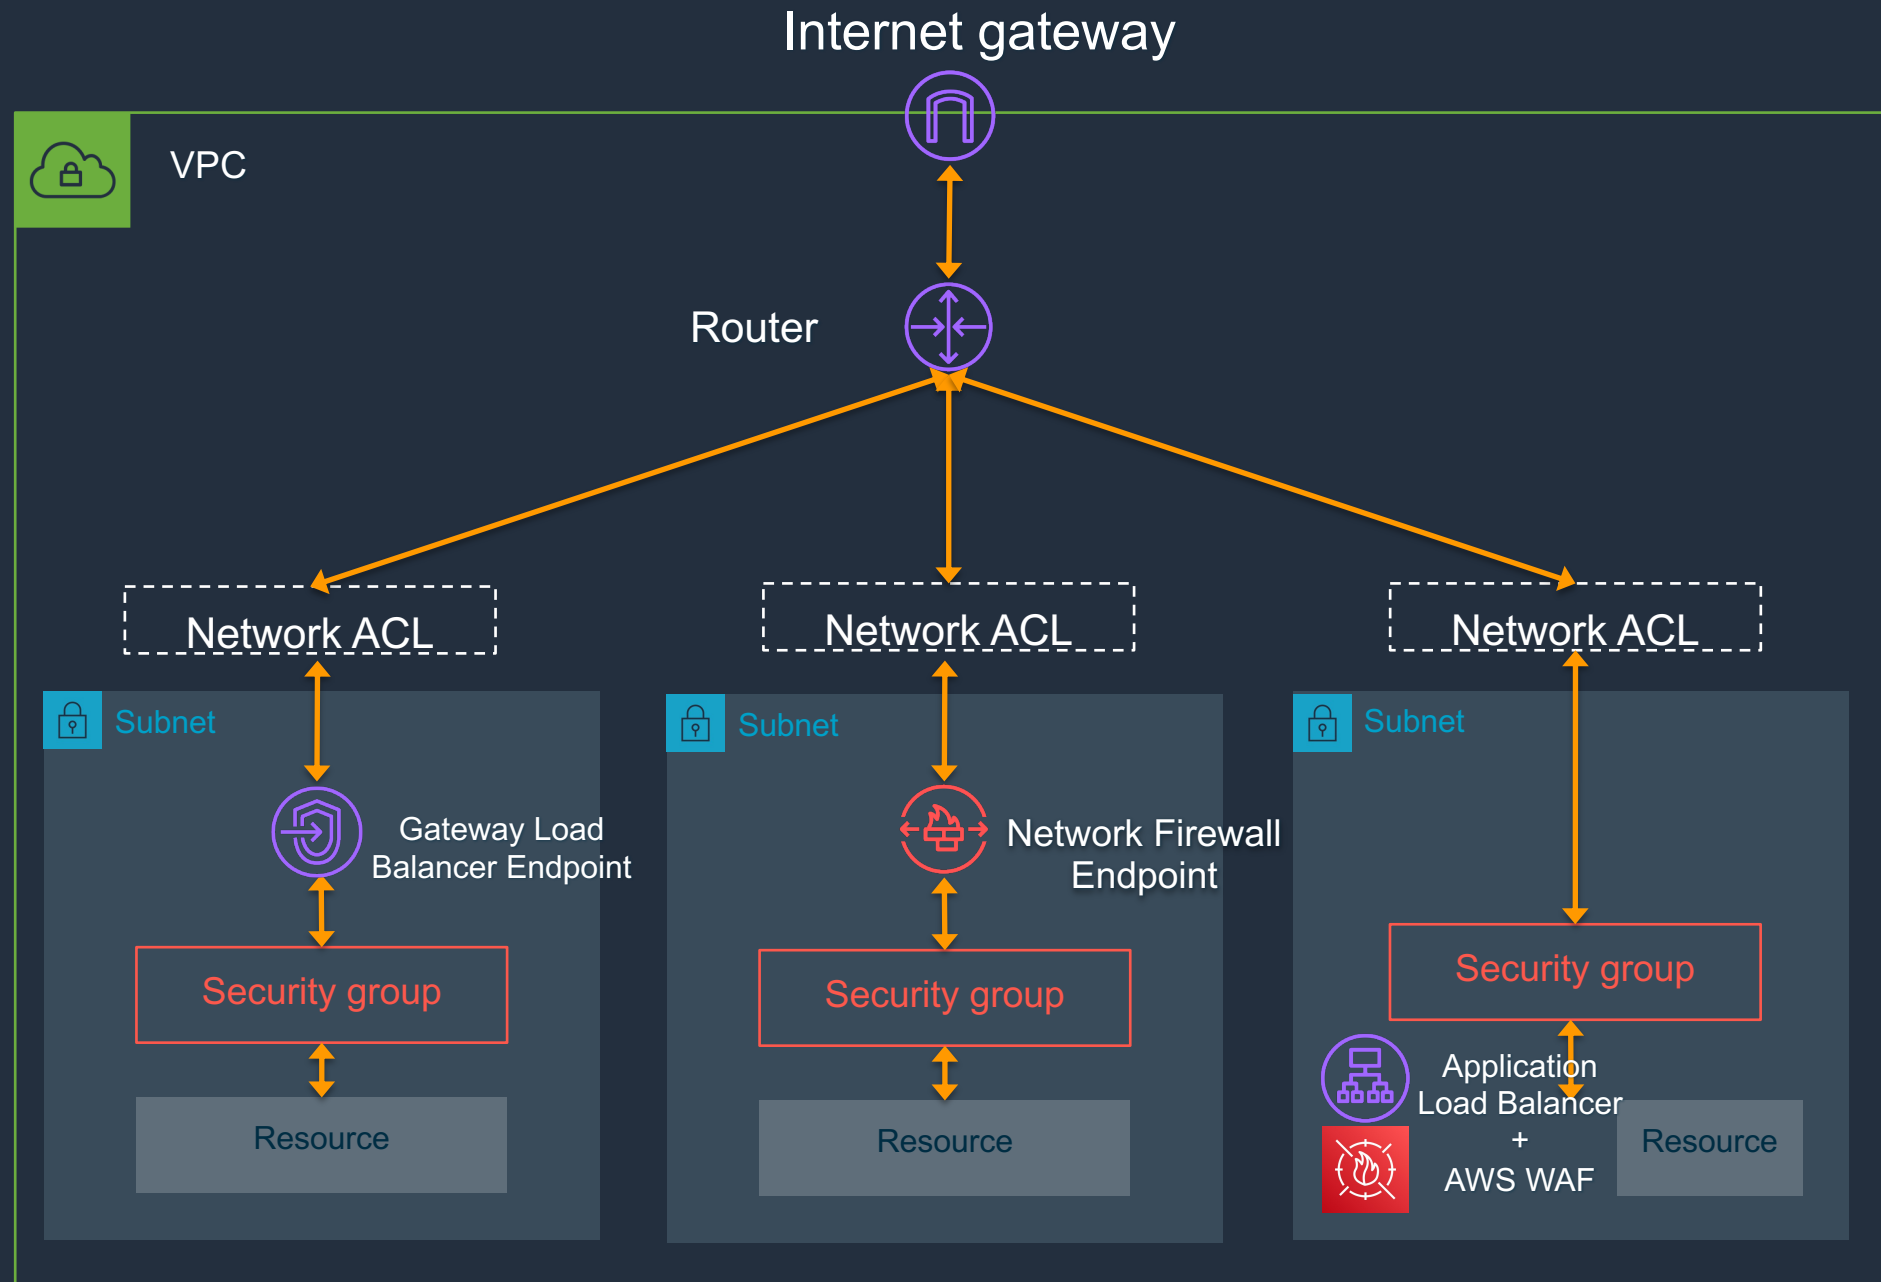 Internet gateway
VPC
Router
Network ACL
Network ACL
Network ACL
Subnet
Subnet
Subnet
Gateway Load
Balancer Endpoint
Network Firewall
Endpoint
Security group
Security group
Security group
Resource
Resource
Application
Load Balancer
+
AWS WAF
Resource